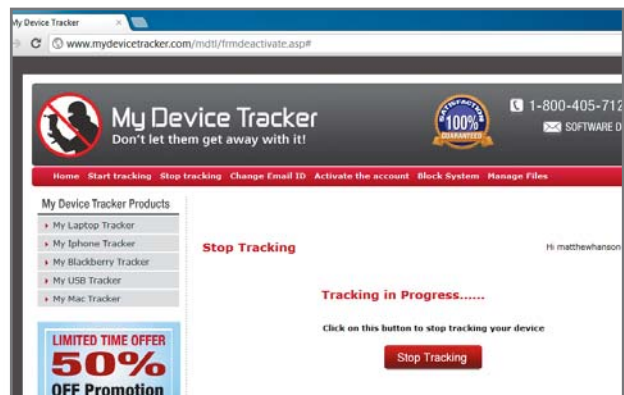 My Device Tracker
www.mydevicetracker.com/mdtl/frmdeactivate.asp#
My Device Tracker
Don't let them get away with it!
SATISFACTION
100%
GUARANTEED
1-800-405-712
SOFTWARE D
Home Start tracking Stop tracking Change Email ID Activate the account Block System Manage Files
My Device Tracker Products
My Laptop Tracker
My Iphone Tracker
My Blackberry Tracker
My USB Tracker
My Mac Tracker
Stop Tracking
Hi matthewhanson
Tracking in Progress......
Click on this button to stop tracking your device
Stop Tracking
LIMITED TIME OFFER
50%
OFF Promotion